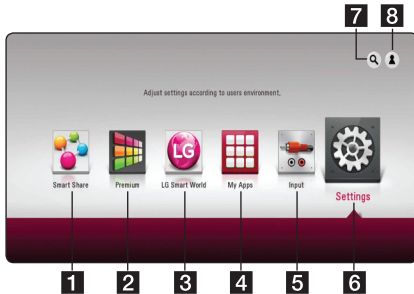 7 8
Adjust settings according to users environment.
LG
Smart Share Premium LG Smart World My Apps Input
Settings
1 2 3 4 5 6